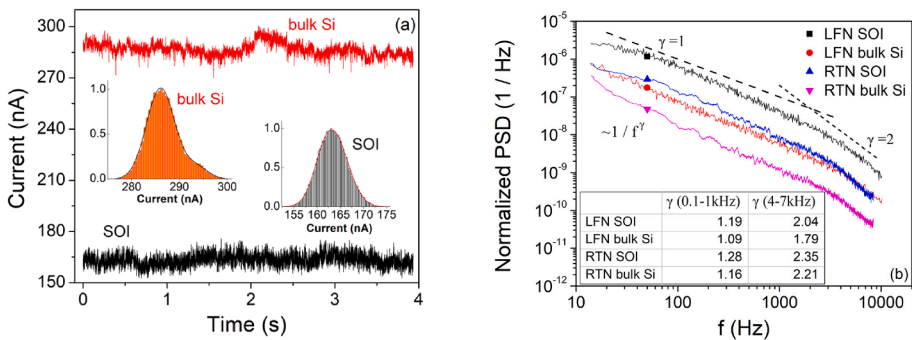 (a)
bulk Si
Current (nA)
300
285
270
180
165
150
1.0
0.5
0.0
bulk Si
280 290 300
Current (nA)
SOI
1.0
0.5
0.0
155 160 165 170 175
Current (nA)
SOI
0 1 2 3 4
Time (s)
Normalized PSD (1 / Hz)
10⁻⁵
10⁻⁶
10⁻⁷
10⁻⁸
10⁻⁹
10⁻¹⁰
10⁻¹¹
10⁻¹²
γ =1
LFN SOI
LFN bulk Si
RTN SOI
RTN bulk Si
~1 / f^γ
γ =2
γ (0.1-1kHz) γ (4-7kHz)
LFN SOI 1.19 2.04
LFN bulk Si 1.09 1.79
RTN SOI 1.28 2.35
RTN bulk Si 1.16 2.21
(b)
10 100 1000 10000
f (Hz)